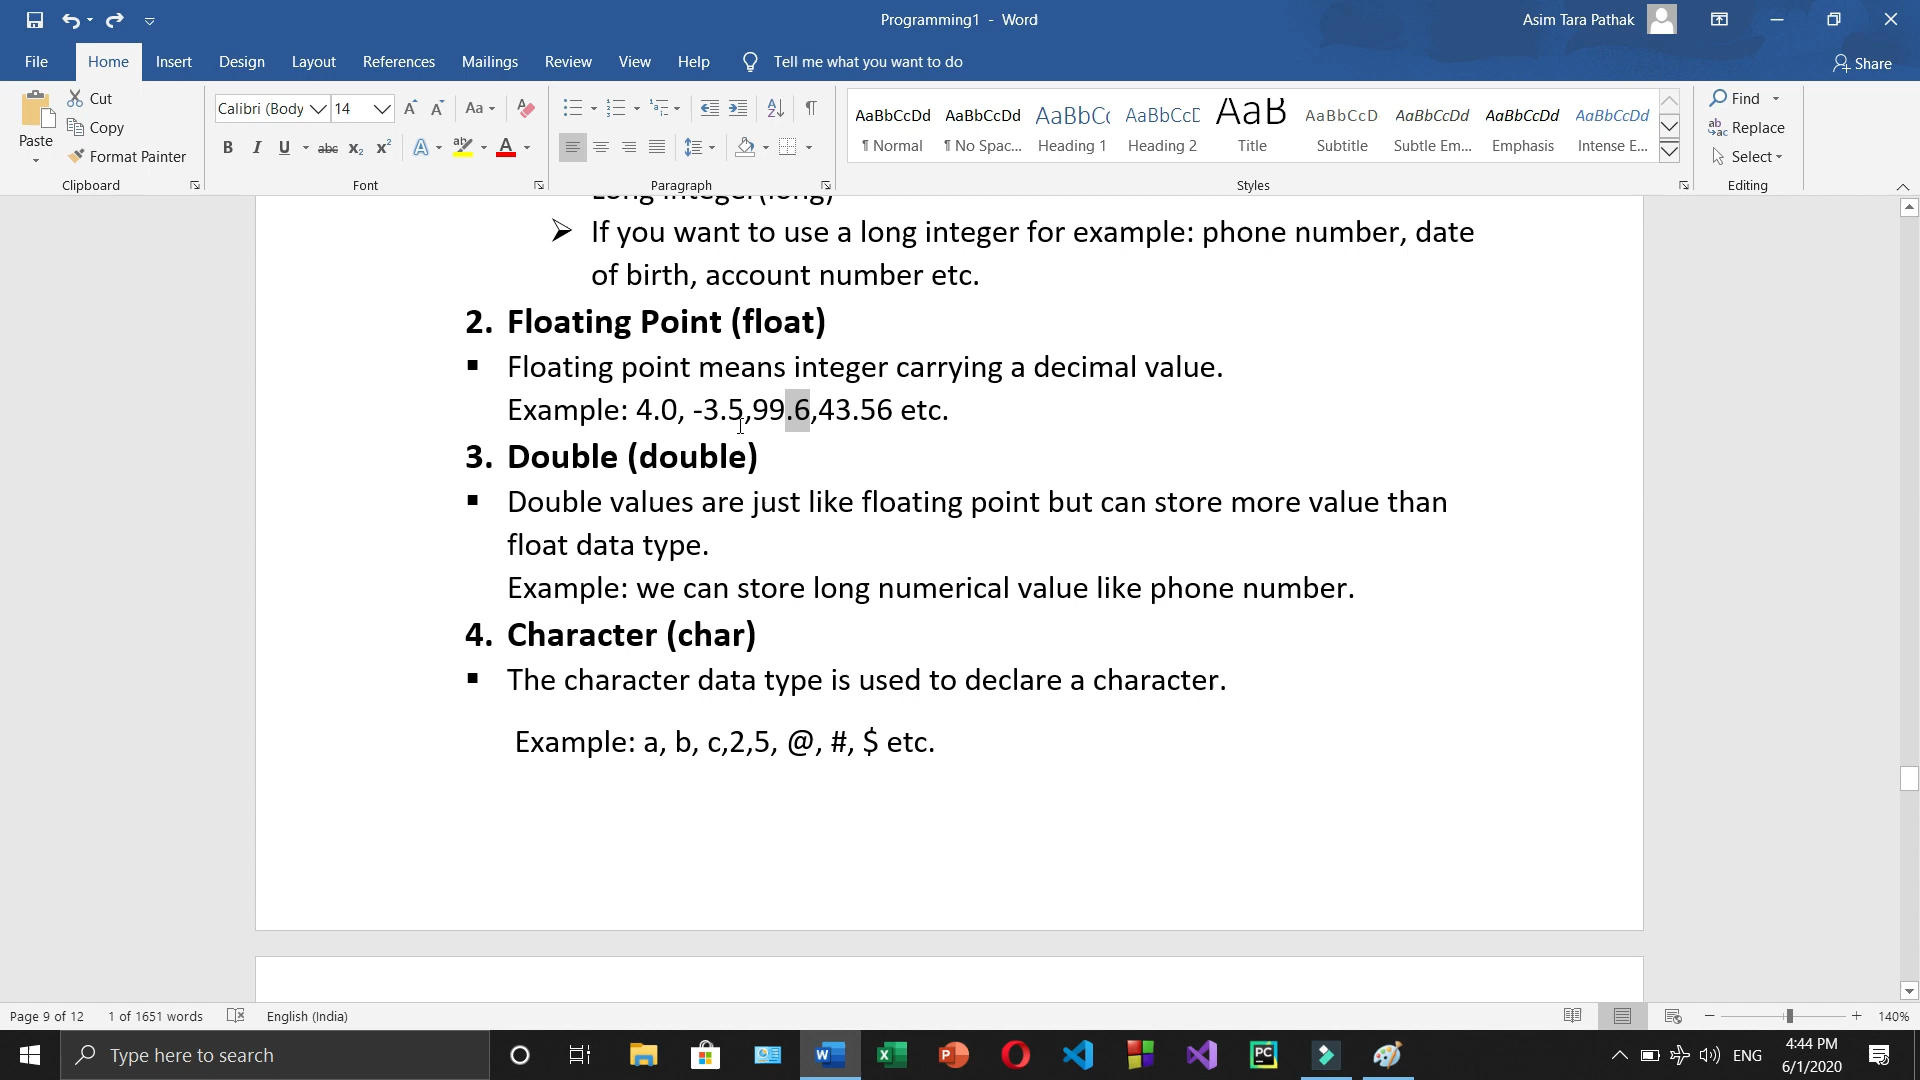 Programming1 - Word
Asim Tara Pathak
File Home Insert Design Layout References Mailings Review View Help Tell me what you want to do
Share
Paste
Cut
Copy
Format Painter
Clipboard
Calibri (Body 14
Font
Paragraph
AaBbCcDd AaBbCcDd AaBbCc AaBbCcD AaB AaBbCcD AaBbCcDd AaBbCcDd AaBbCcDd
¶ Normal ¶ No Spac... Heading 1 Heading 2 Title Subtitle Subtle Em... Emphasis Intense E...
Styles
Find
Replace
Select
Editing
Long integer(long)
If you want to use a long integer for example: phone number, date
of birth, account number etc.
2. Floating Point (float)
Floating point means integer carrying a decimal value.
Example: 4.0, -3.5,99.6,43.56 etc.
3. Double (double)
Double values are just like floating point but can store more value than
float data type.
Example: we can store long numerical value like phone number.
4. Character (char)
The character data type is used to declare a character.
Example: a, b, c,2,5, @, #, $ etc.
Page 9 of 12 1 of 1651 words English (India)
140%
Type here to search
ENG
4:44 PM
6/1/2020